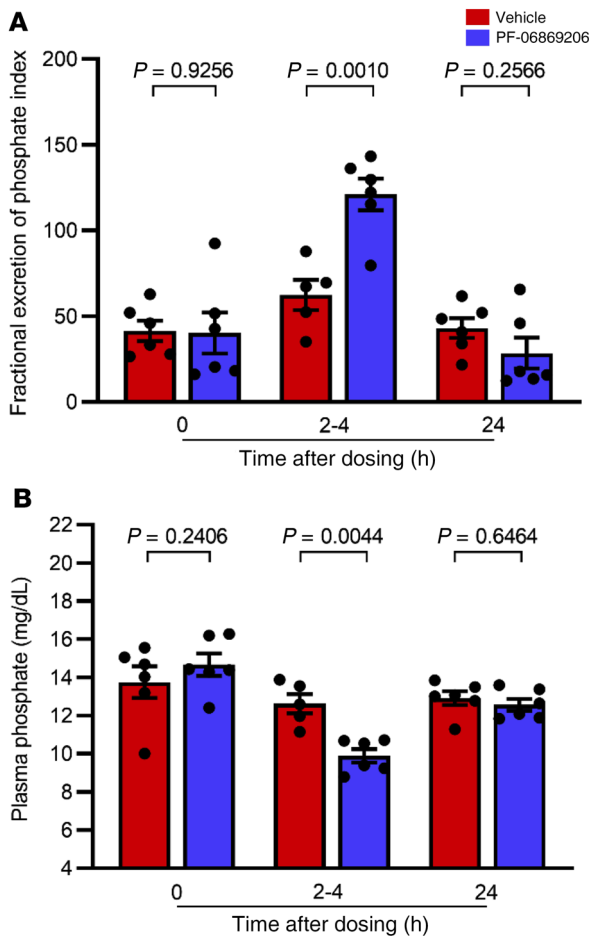 A
Vehicle
PF-06869206
Fractional excretion of phosphate index
200
150
100
50
0
P = 0.9256
P = 0.0010
P = 0.2566
0
2-4
24
Time after dosing (h)
B
Plasma phosphate (mg/dL)
22
20
18
16
14
12
10
8
6
4
P = 0.2406
P = 0.0044
P = 0.6464
0
2-4
24
Time after dosing (h)